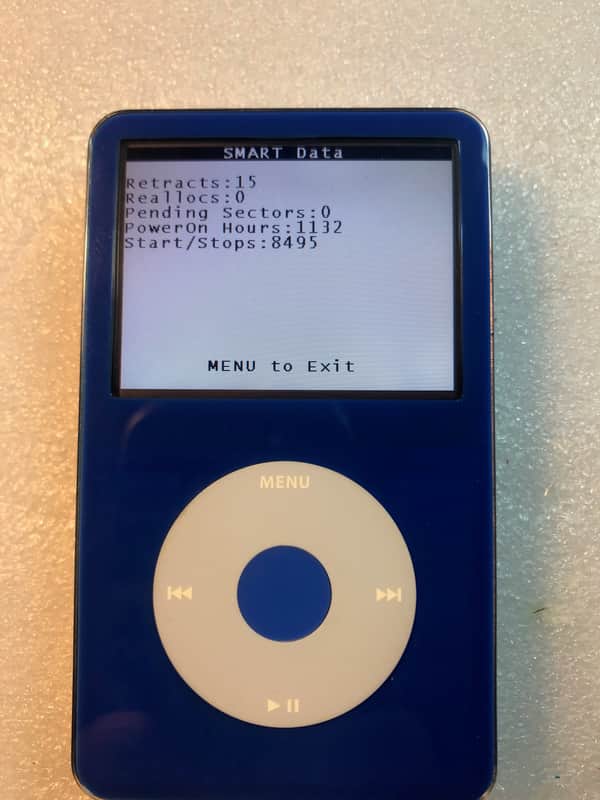 SMART Data
Retracts:15
Reallocs:0
Pending Sectors:0
PowerOn Hours:1132
Start/Stops:8495
MENU to Exit
MENU